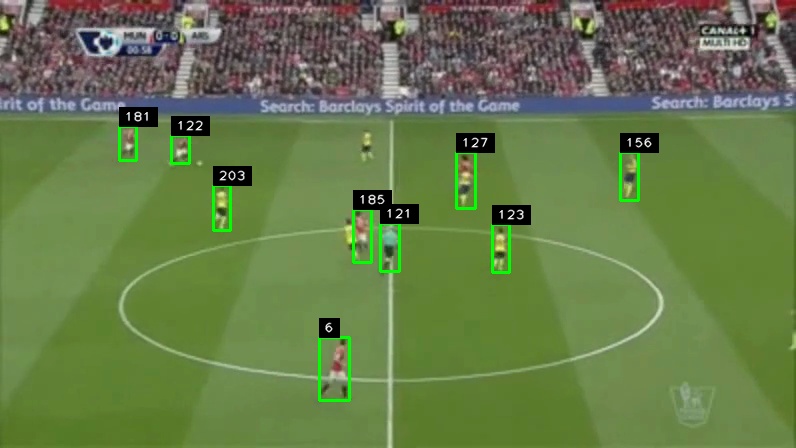 MUN 0-0 ARS
00:58
CANAL+ 1
MULTI HD
irit of the Game
Search: Barclays Spirit of the Game
Search: Barclays S
181
122
127
156
203
185
121
123
6